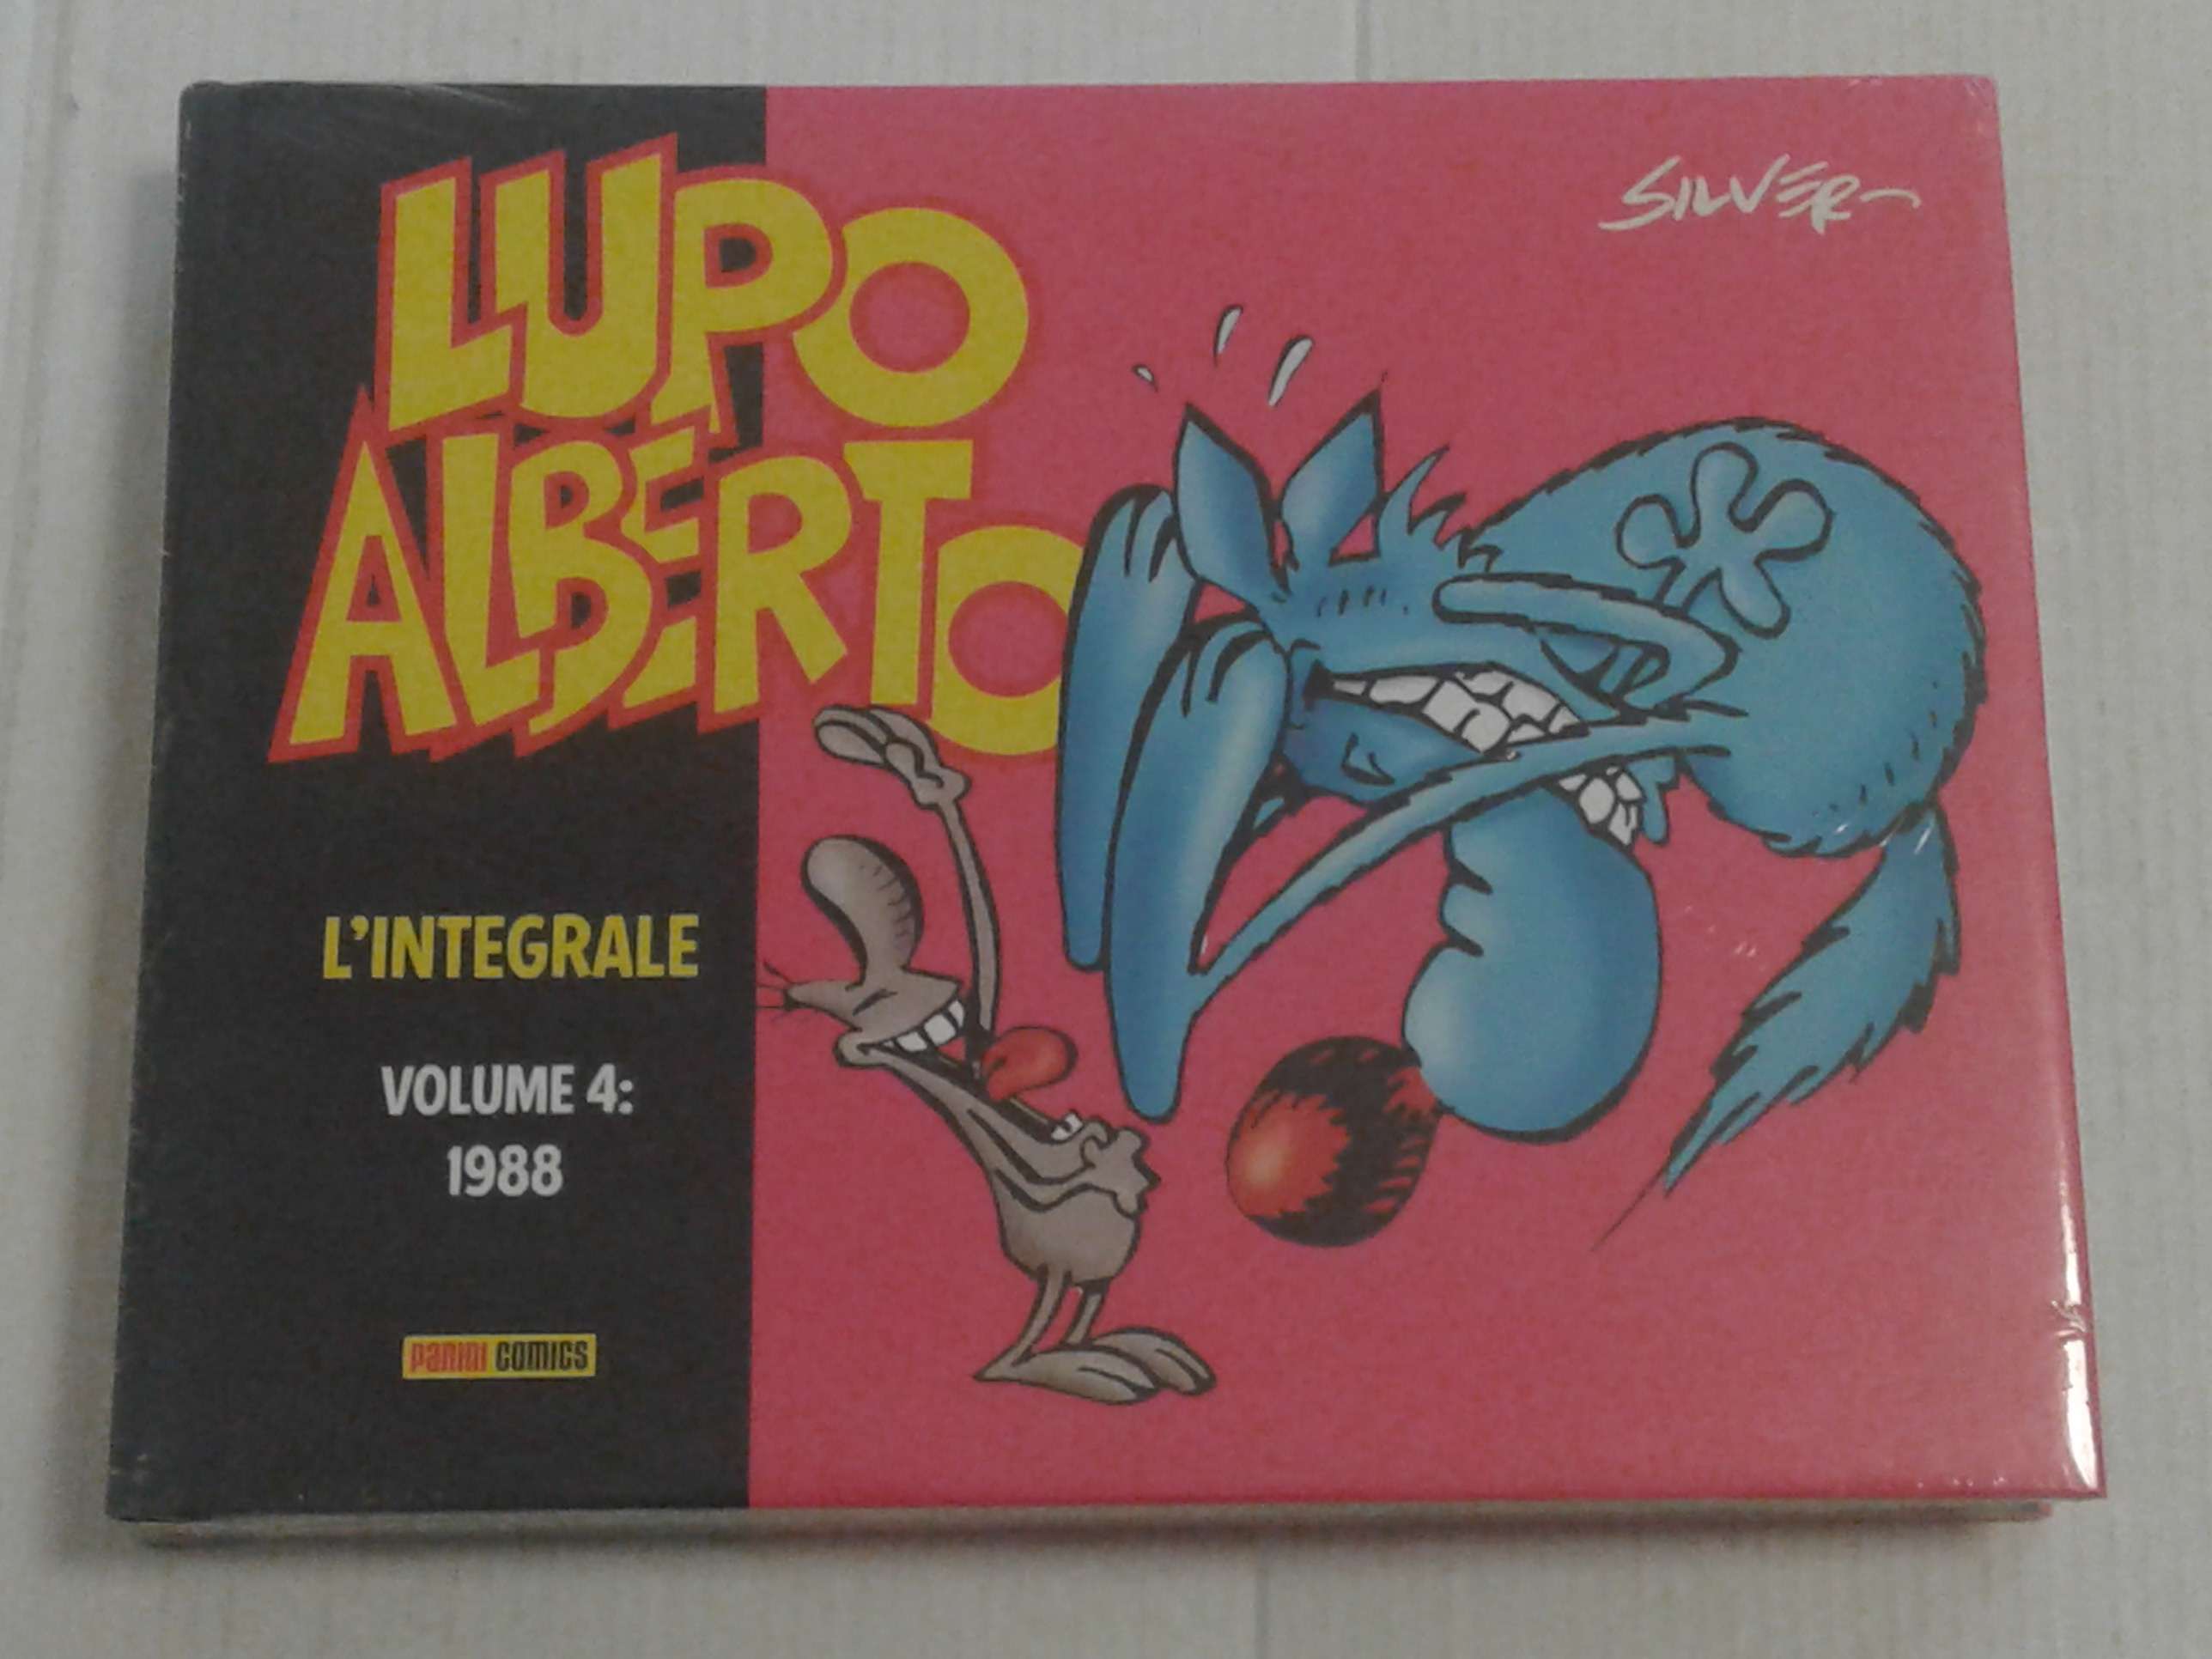 SILVER
LUPO
ALBERTO
L'INTEGRALE
VOLUME 4:
1988
PANINI COMICS